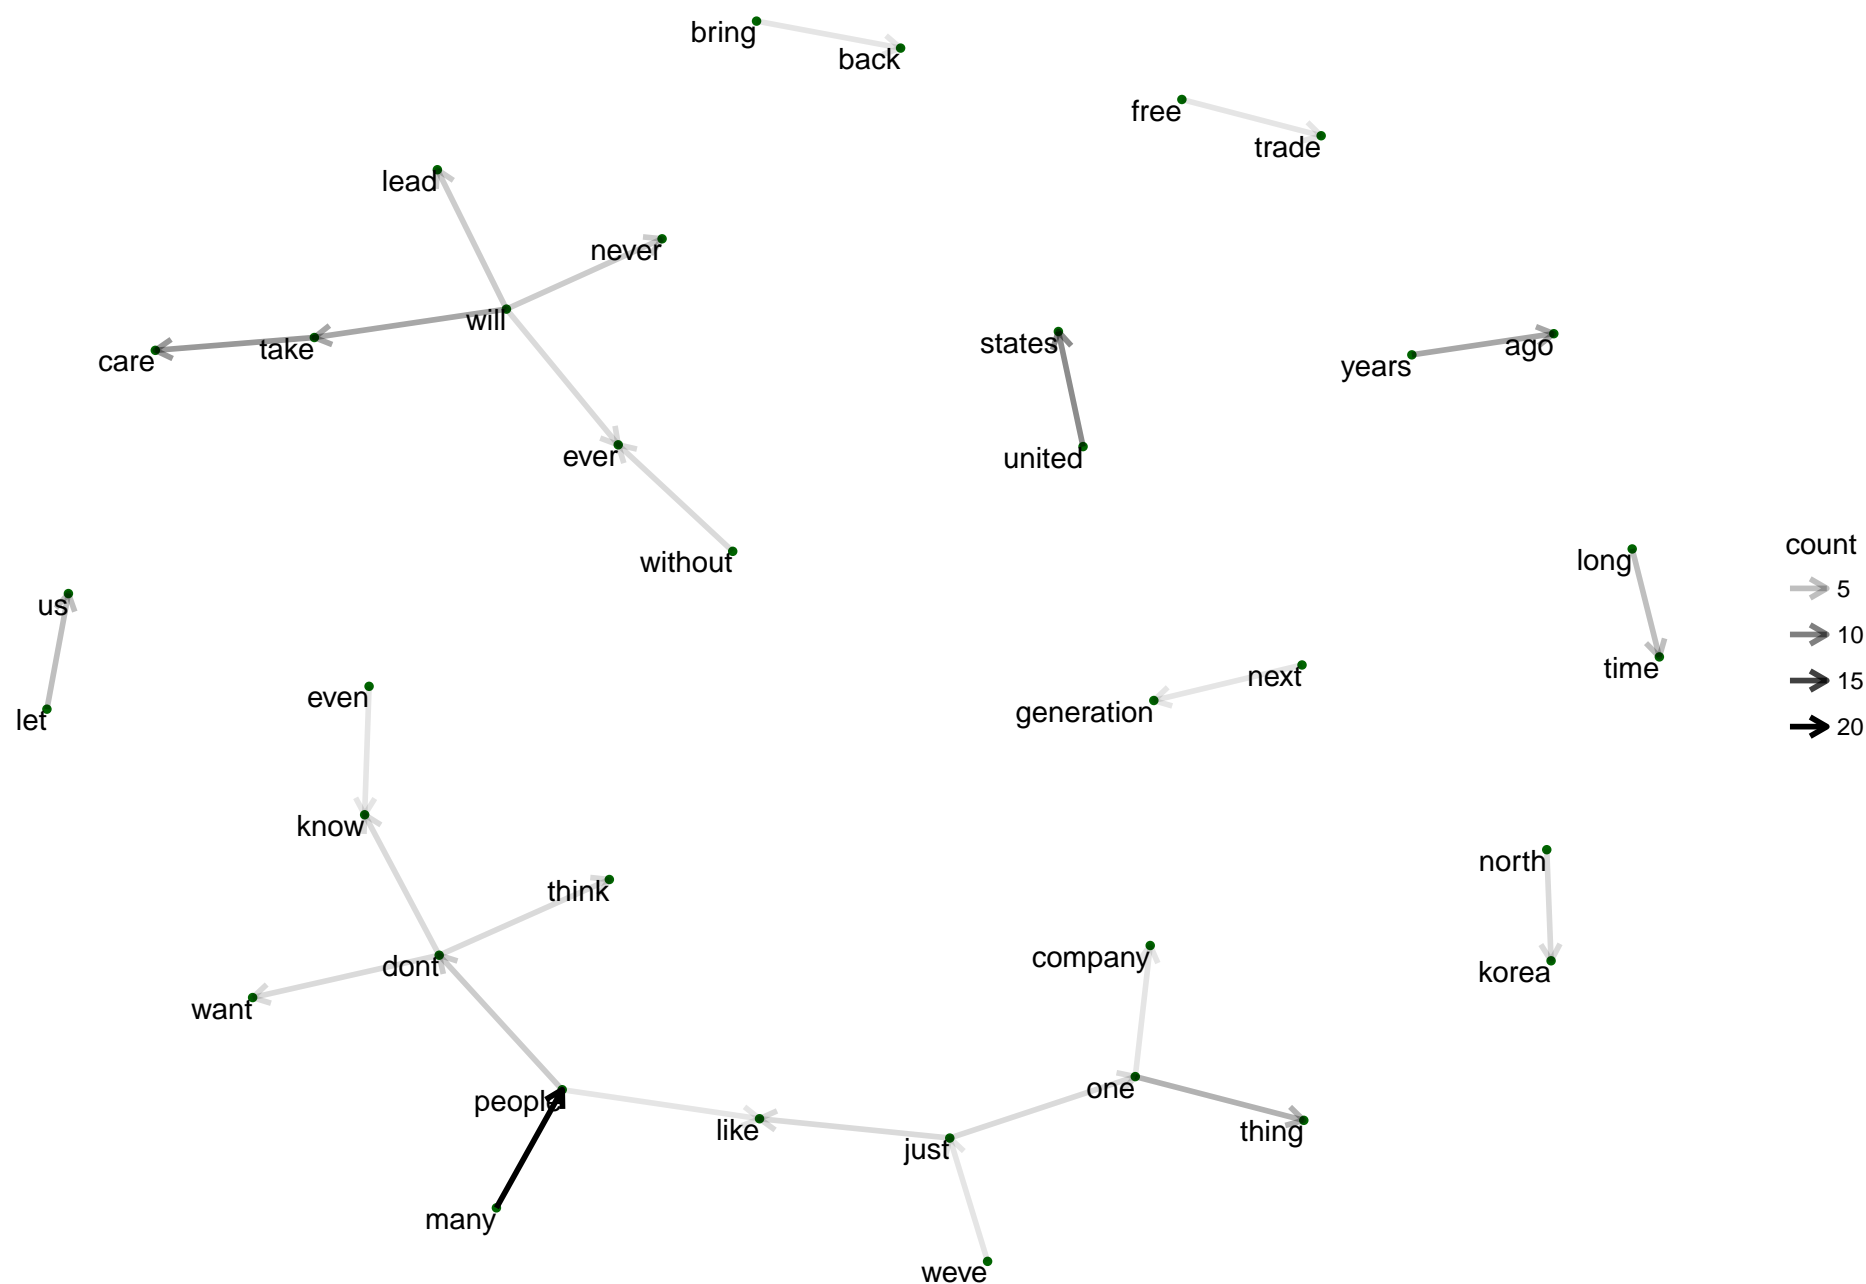 bring
back
free
trade
lead
never
will
take
care
states
years
ago
united
ever
without
long
time
count
5
10
15
20
us
let
even
next
generation
know
think
north
korea
dont
want
company
people
like
just
one
thing
many
weve